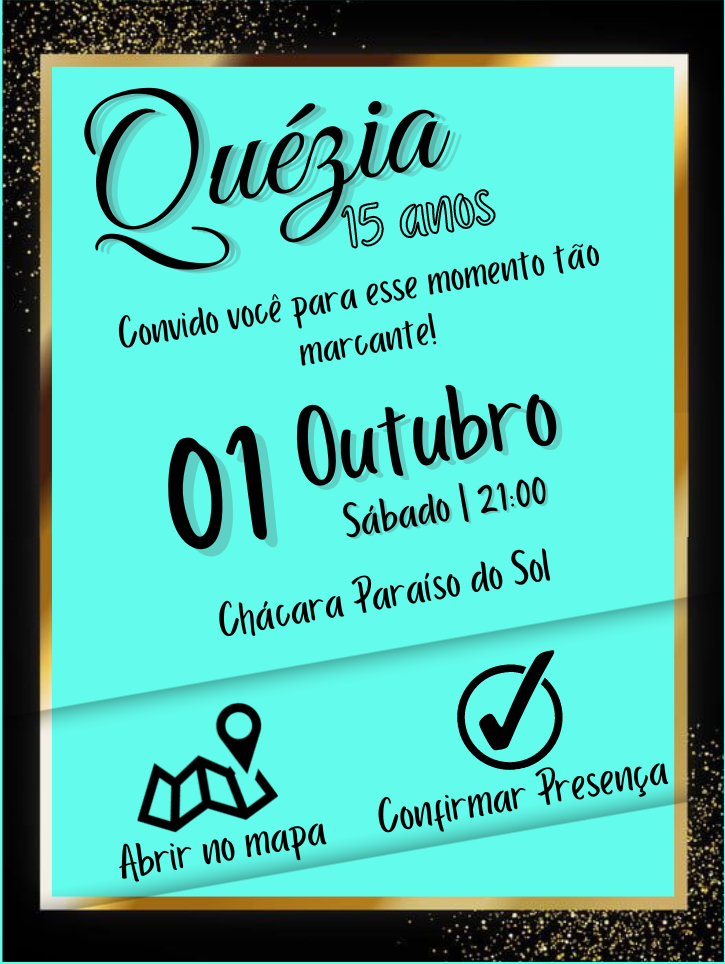 Quézia
15 anos
Convido você para esse momento tão
marcante!
01 Outubro
Sábado | 21:00
Chácara Paraíso do Sol
Abrir no mapa
Confirmar Presença